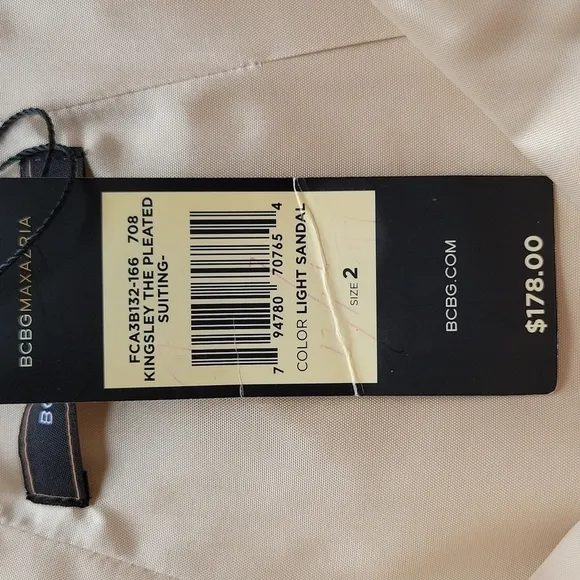 BCBGMAXAZRIA
FCA3B132-166 708
KINGSLEY THE PLEATED
SUITING-
7 94780 70765 4
COLOR LIGHT SANDAL
SIZE 2
BCBG.COM
$178.00